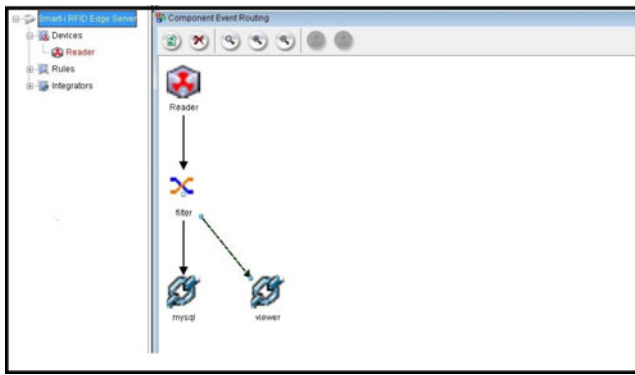 Smart-i RFID Edge Server
Devices
Reader
Rules
Integrators
Component Event Routing
Reader
filter
mysql
viewer